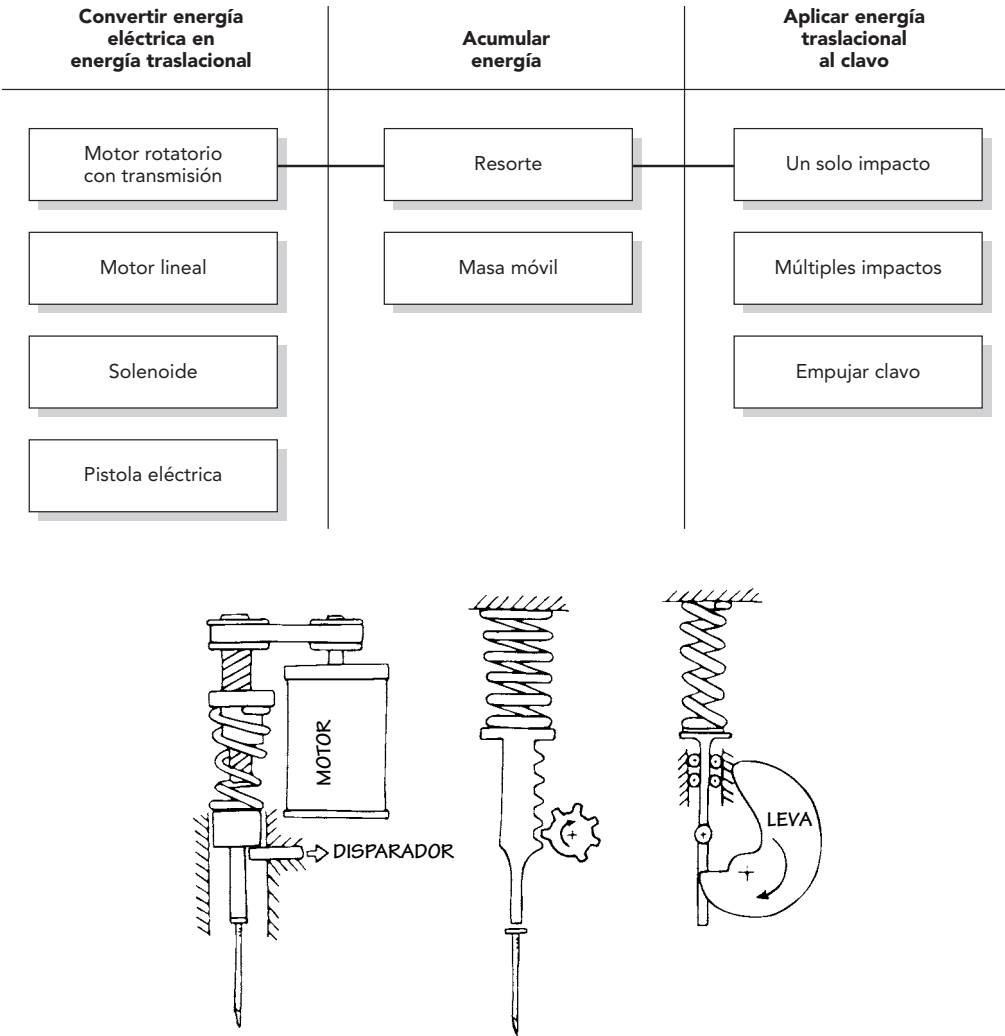 Convertir energía
eléctrica en
energía traslacional
Acumular
energía
Aplicar energía
traslacional
al clavo
Motor rotatorio
con transmisión
Resorte
Un solo impacto
Motor lineal
Masa móvil
Múltiples impactos
Solenoide
Empujar clavo
Pistola eléctrica
MOTOR
DISPARADOR
LEVA